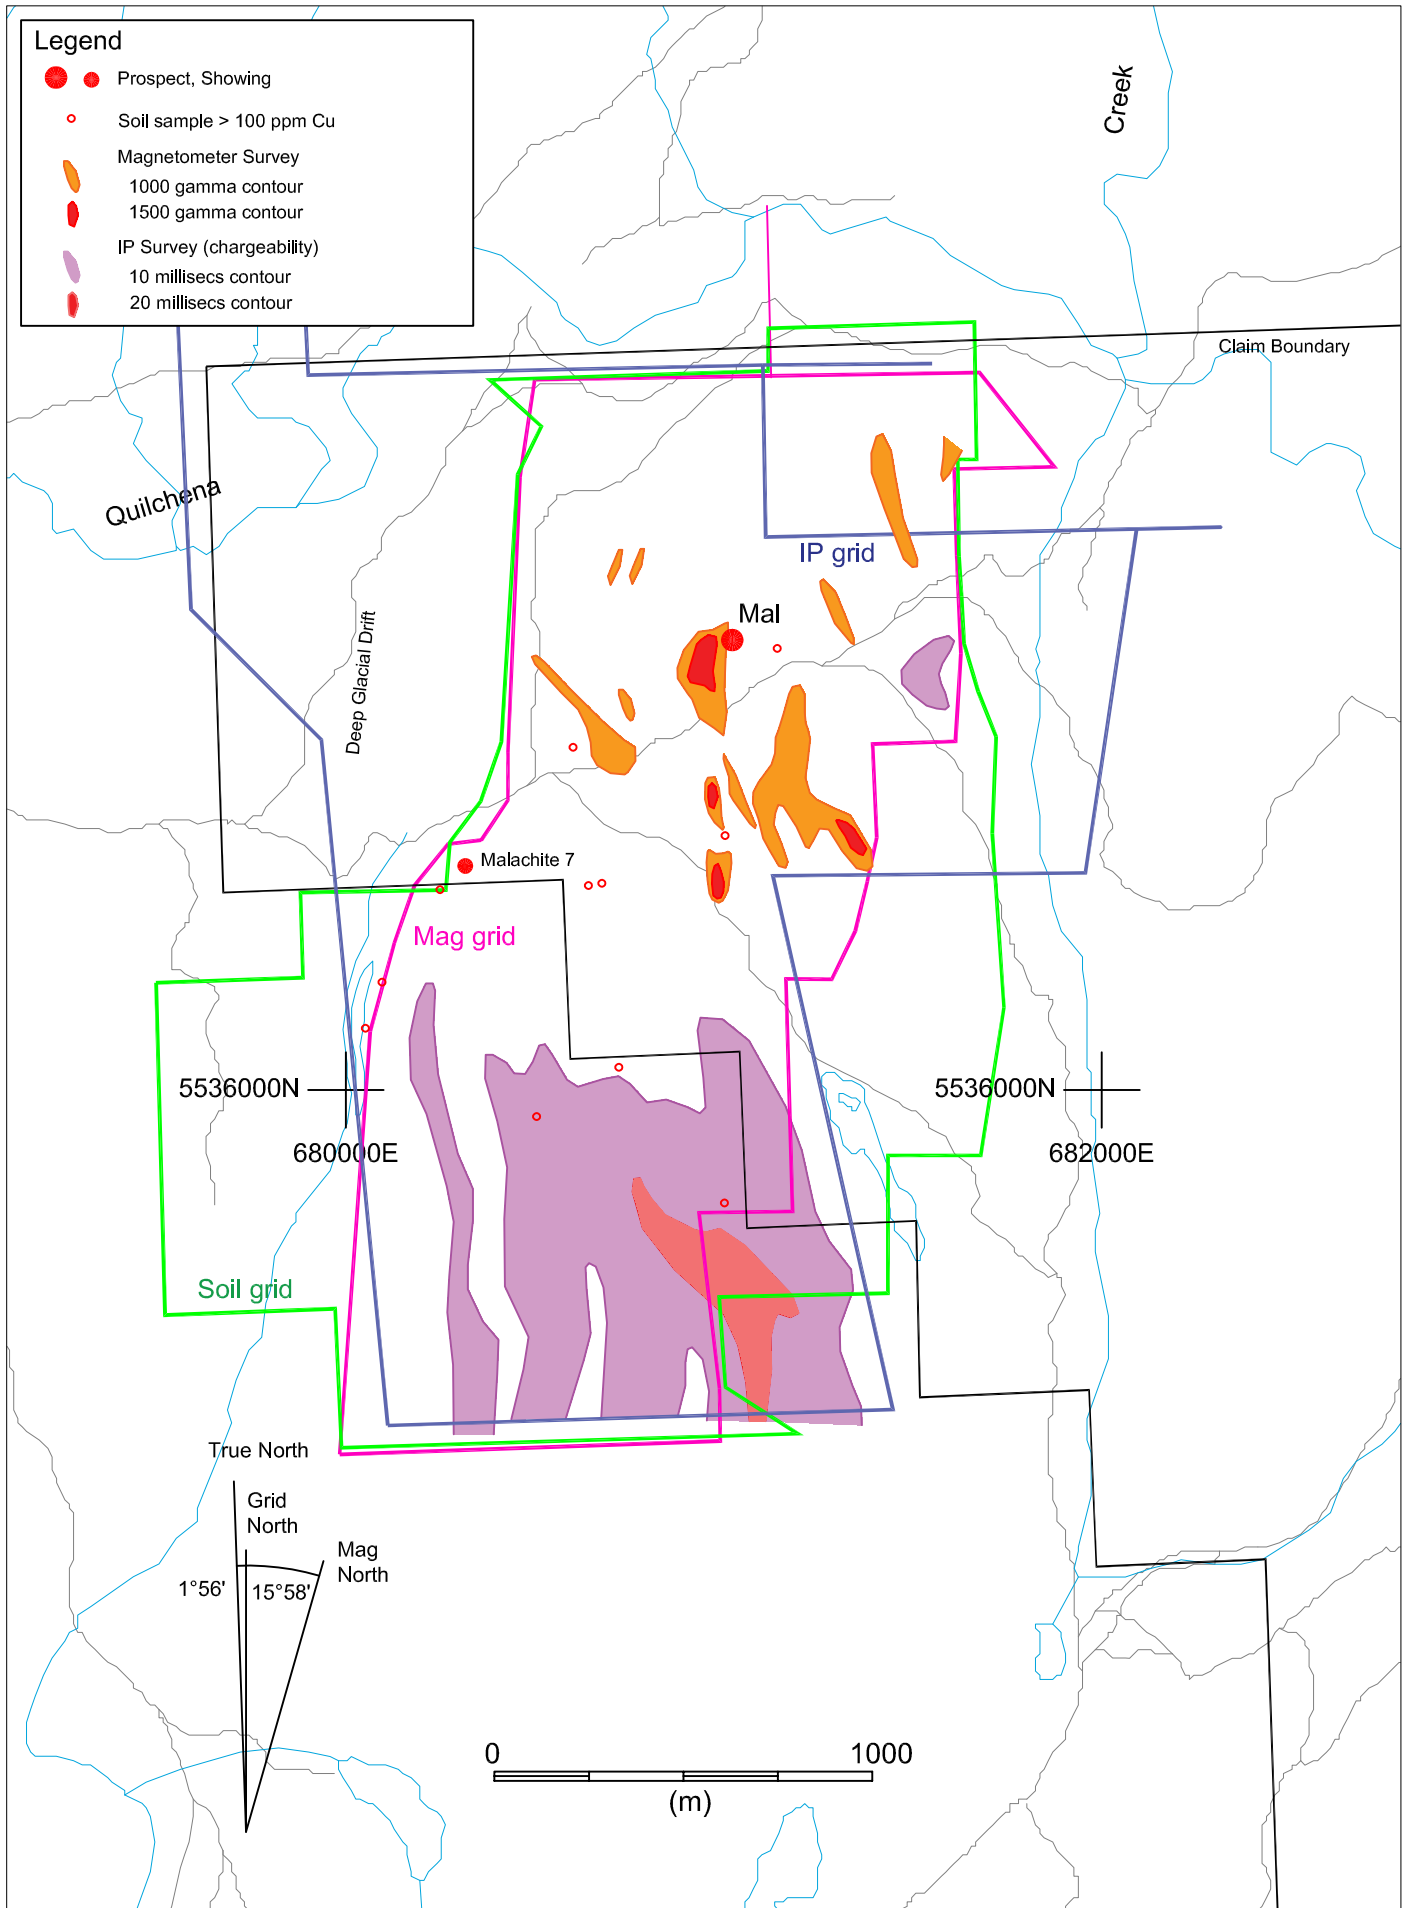 Legend
Prospect, Showing
Soil sample > 100 ppm Cu
Magnetometer Survey
1000 gamma contour
1500 gamma contour
IP Survey (chargeability)
10 millisecs contour
20 millisecs contour
Creek
Claim Boundary
Quilchena
IP grid
Mal
Deep Glacial Drift
Malachite 7
Mag grid
5536000N
680000E
5536000N
682000E
Soil grid
True North
Grid
North
Mag
North
1°56'
15°58'
0
1000
(m)